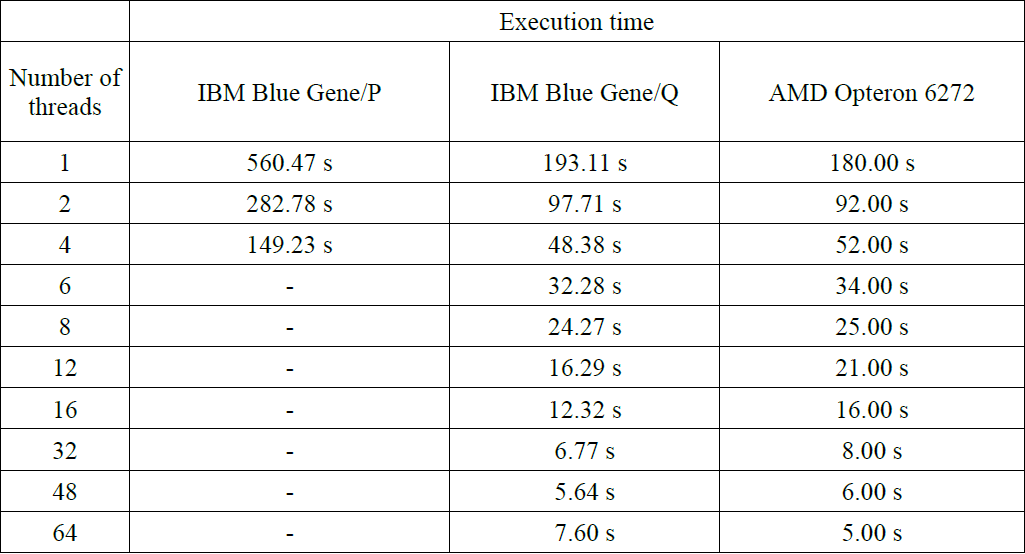 Execution time
Number of threads IBM Blue Gene/P IBM Blue Gene/Q AMD Opteron 6272
1 560.47 s 193.11 s 180.00 s
2 282.78 s 97.71 s 92.00 s
4 149.23 s 48.38 s 52.00 s
6 - 32.28 s 34.00 s
8 - 24.27 s 25.00 s
12 - 16.29 s 21.00 s
16 - 12.32 s 16.00 s
32 - 6.77 s 8.00 s
48 - 5.64 s 6.00 s
64 - 7.60 s 5.00 s